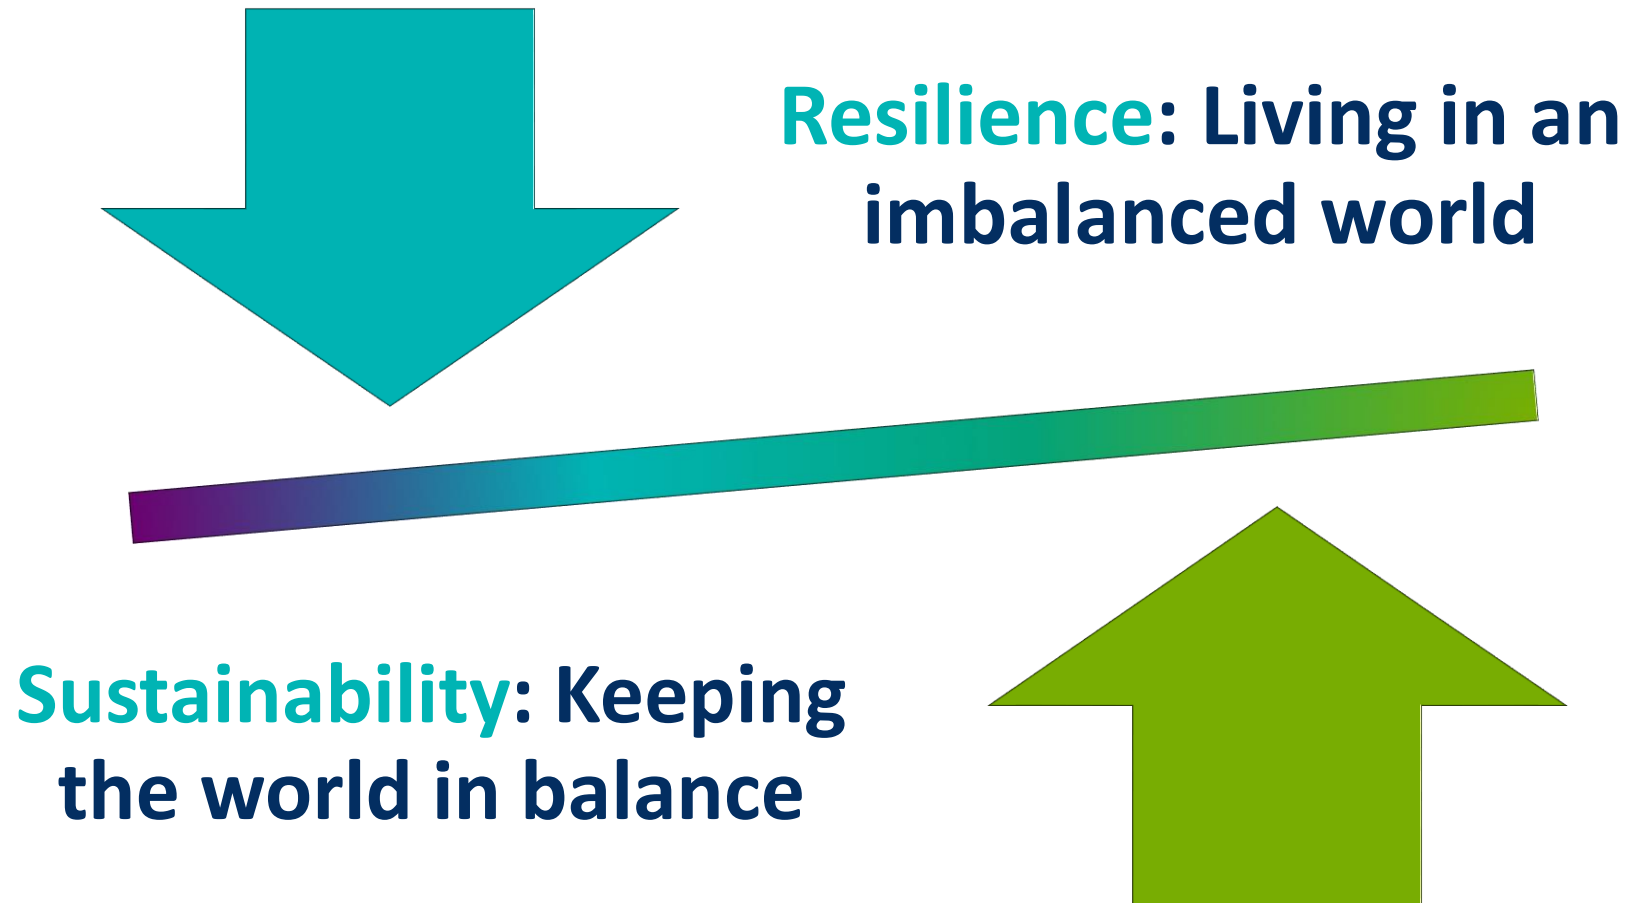 Resilience: Living in an
imbalanced world
Sustainability: Keeping
the world in balance